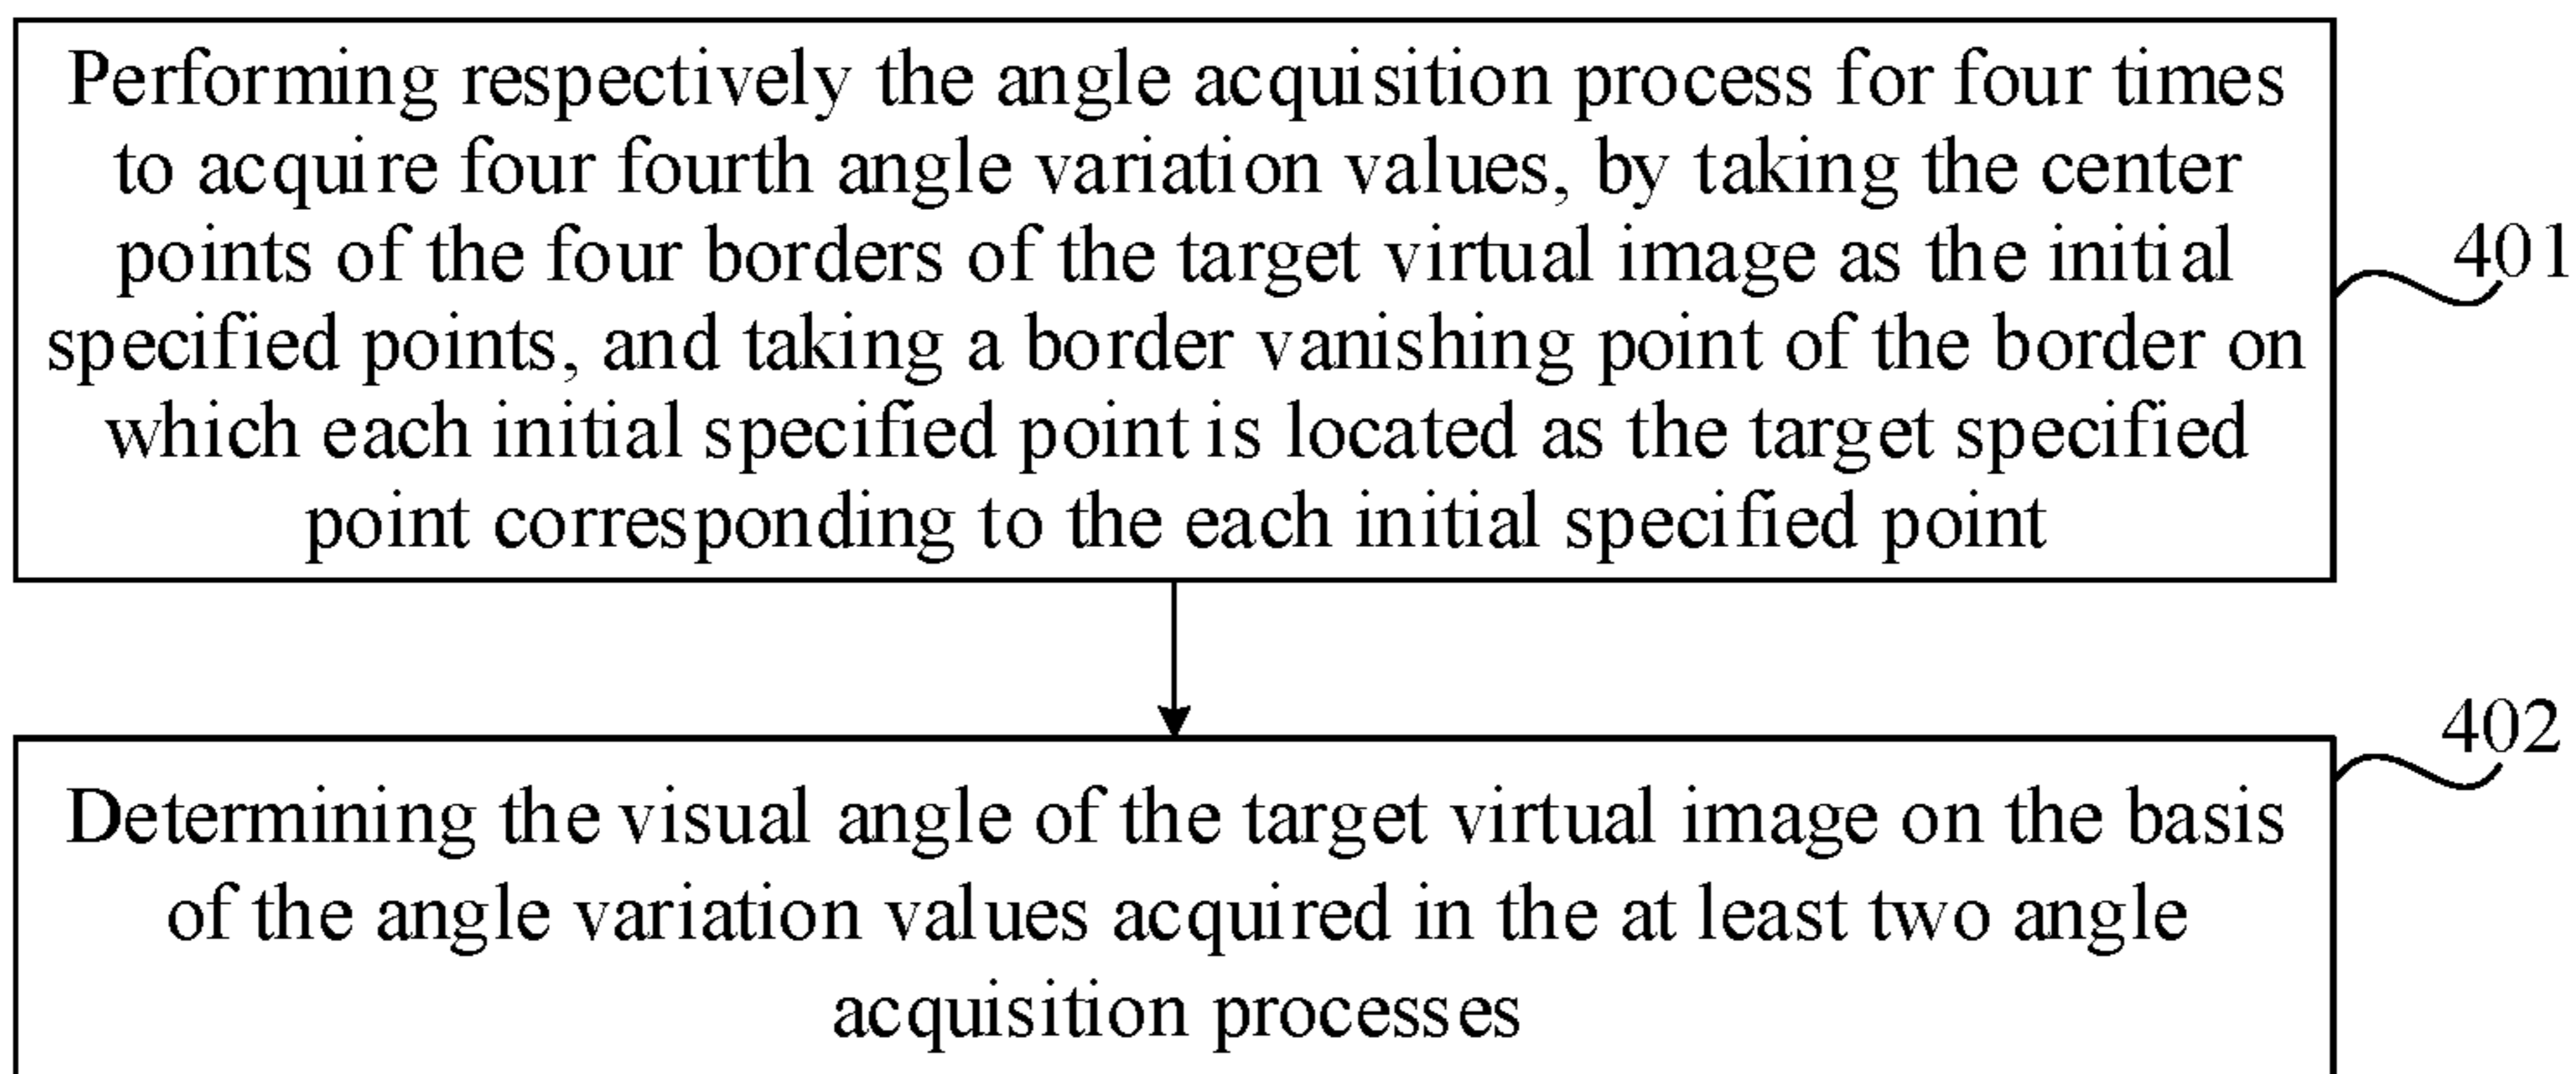 Performing respectively the angle acquisition process for four times
to acquire four fourth angle variation values, by taking the center
points of the four borders of the target virtual image as the initial
specified points, and taking a border vanishing point of the border on
which each initial specified point is located as the target specified
point corresponding to the each initial specified point
401
402
Determining the visual angle of the target virtual image on the basis
of the angle variation values acquired in the at least two angle
acquisition processes